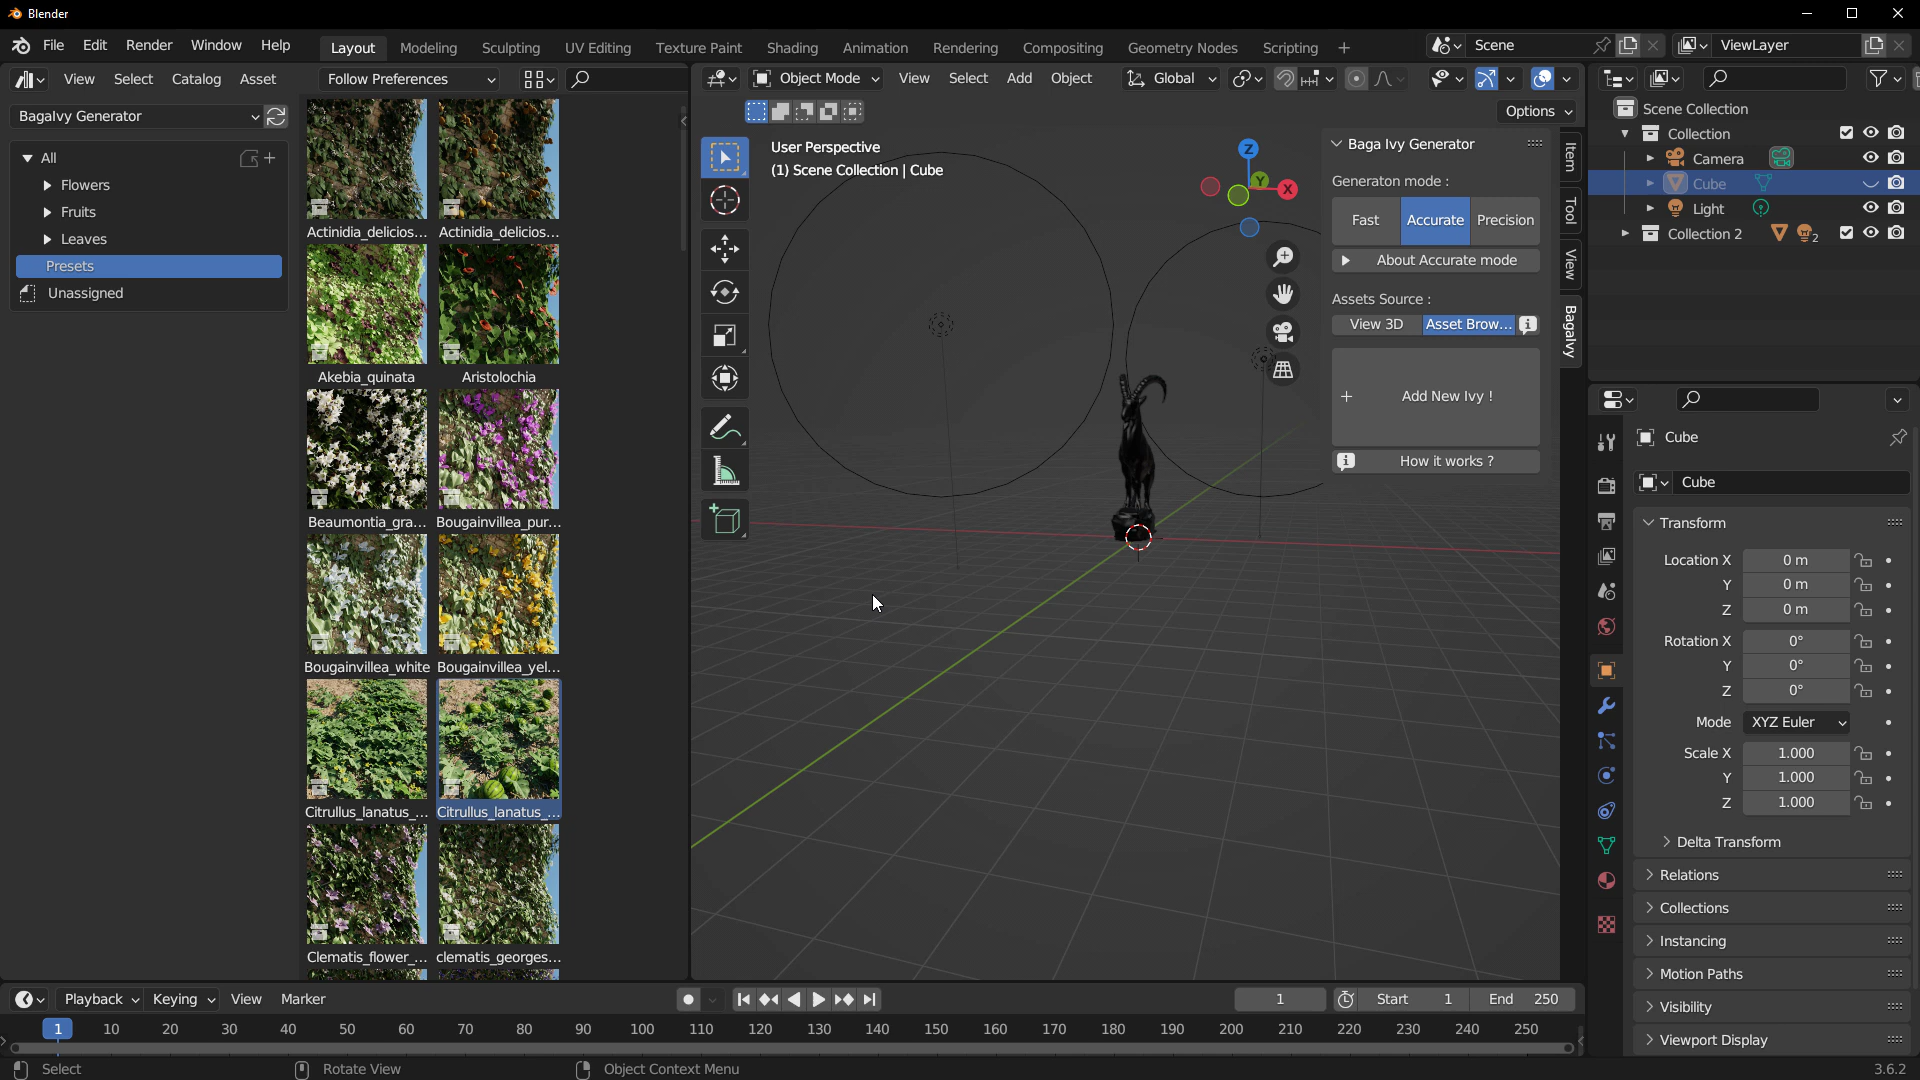 Blender
File Edit Render Window Help
Layout Modeling Sculpting UV Editing Texture Paint Shading Animation Rendering Compositing Geometry Nodes Scripting +
Scene
ViewLayer
View Select Catalog Asset
Follow Preferences
Object Mode
View Select Add Object
Global
Options
BagaIvy Generator
All
Flowers
Fruits
Leaves
Presets
Unassigned
Actinidia_delicios... Actinidia_delicios...
Akebia_quinata Aristolochia
Beaumontia_gra... Bougainvillea_pur...
Bougainvillea_white Bougainvillea_yel...
Citrullus_lanatus_... Citrullus_lanatus_...
Clematis_flower_... clematis_georges...
User Perspective
(1) Scene Collection | Cube
Z
Y
X
Baga Ivy Generator
Generaton mode :
Fast Accurate Precision
About Accurate mode
Assets Source :
View 3D Asset Brow...
+ Add New Ivy !
How it works ?
Item
Tool
View
BagaIvy
Scene Collection
Collection
Camera
Cube
Light
Collection 2
2
Cube
Cube
Transform
Location X 0 m
Y 0 m
Z 0 m
Rotation X 0°
Y 0°
Z 0°
Mode XYZ Euler
Scale X 1.000
Y 1.000
Z 1.000
Delta Transform
Relations
Collections
Instancing
Motion Paths
Visibility
Viewport Display
Playback Keying View Marker
1
Start 1 End 250
1 10 20 30 40 50 60 70 80 90 100 110 120 130 140 150 160 170 180 190 200 210 220 230 240 250
Select Rotate View Object Context Menu
3.6.2